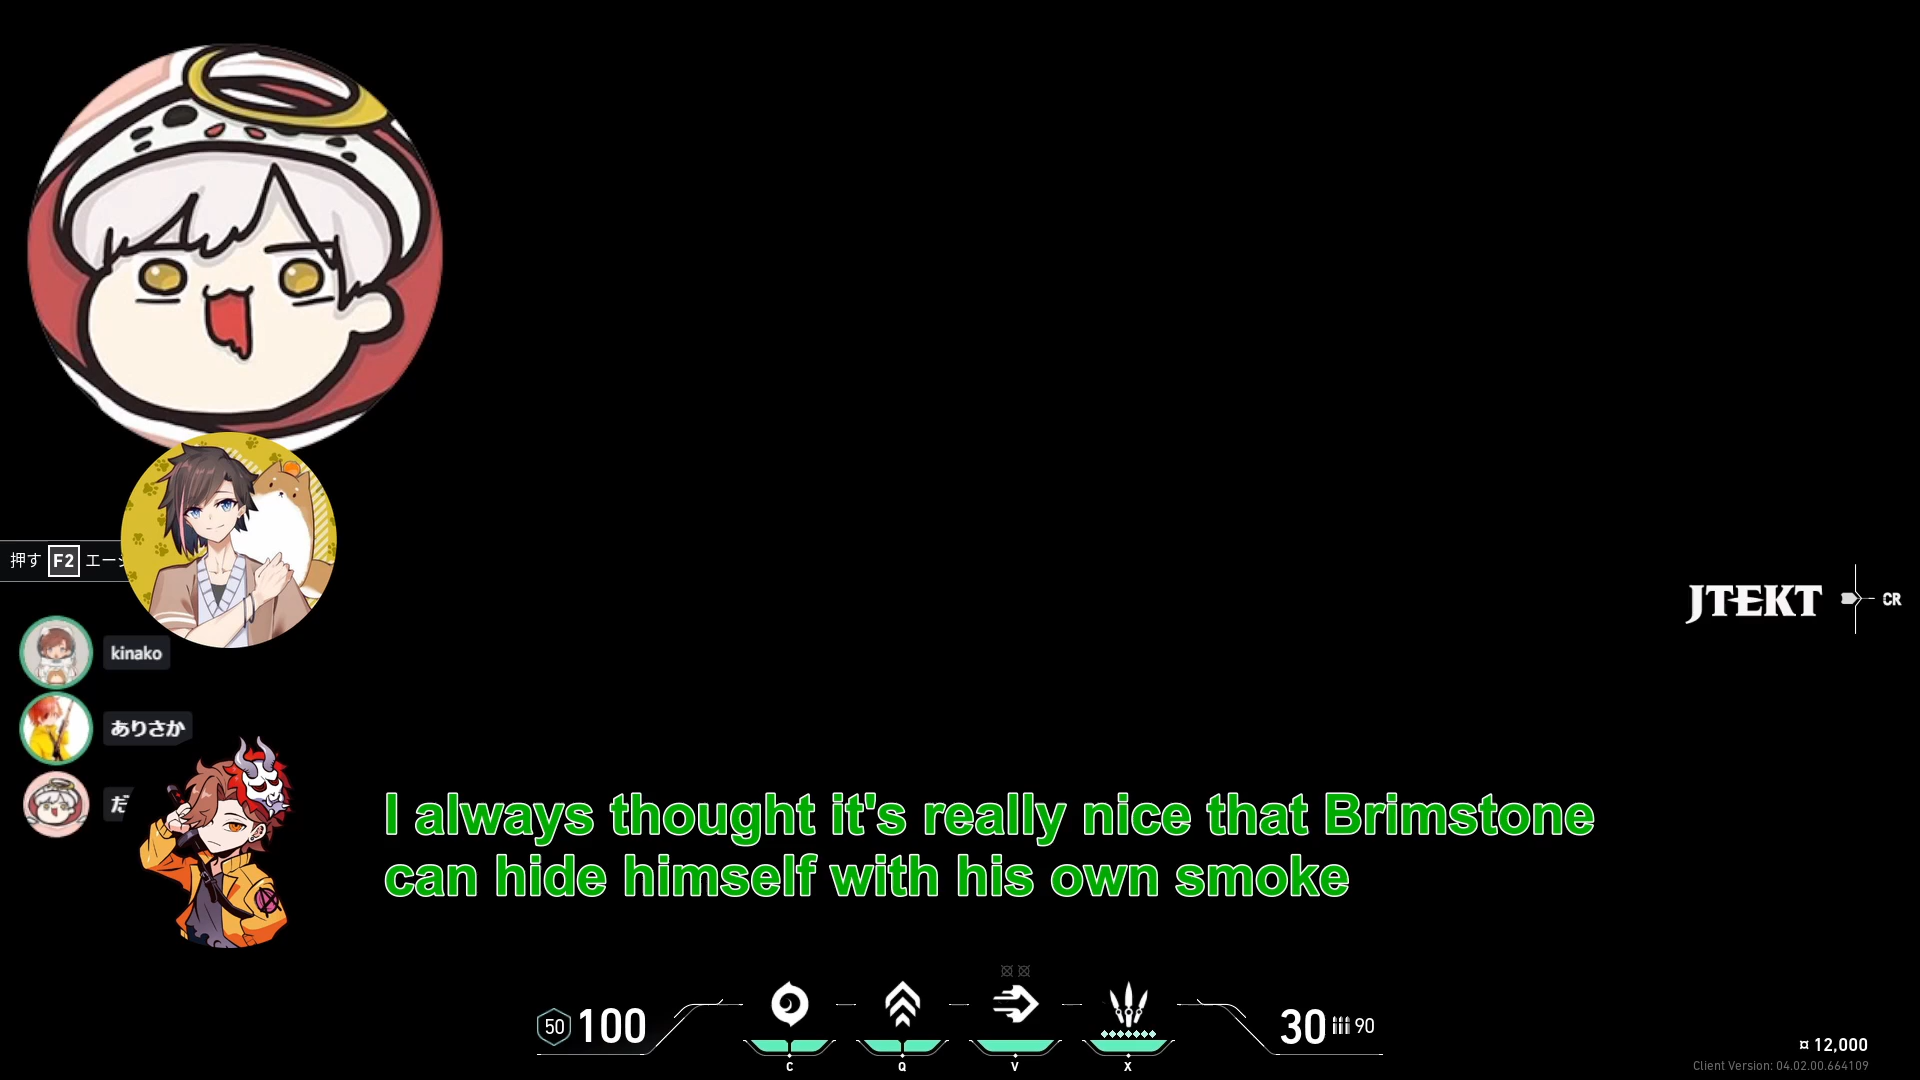 押す F2 エー
kinako
ありさか
だ
JTEKT CR
I always thought it's really nice that Brimstone
can hide himself with his own smoke
50 100
30 90
C Q V X
¤ 12,000
Client Version: 04.02.00.664109